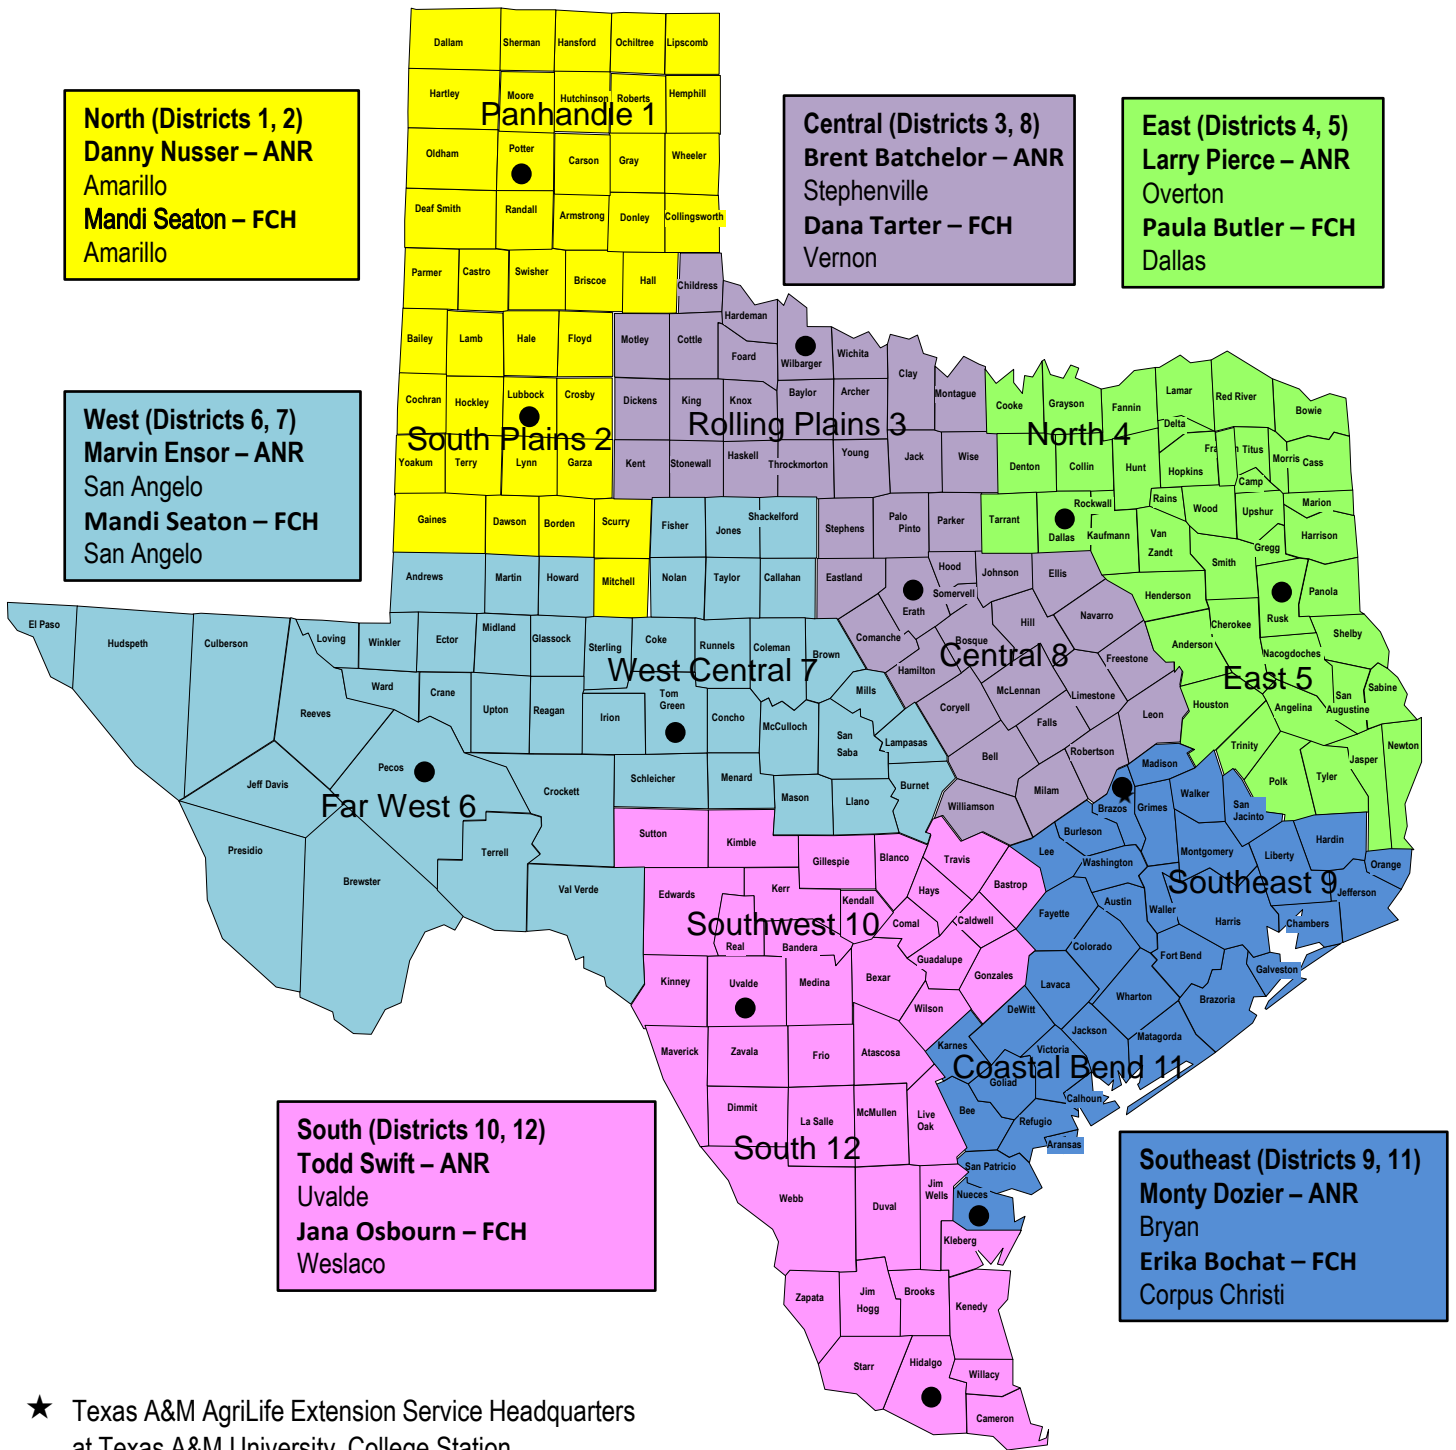 Dallam
Sherman
Hansford
Ochiltree
Lipscomb
Hartley
Moore
Hutchinson
Roberts
Hemphill
Panhandle 1
Oldham
Potter
Carson
Gray
Wheeler
Deaf Smith
Randall
Armstrong
Donley
Collingsworth
Parmer
Castro
Swisher
Briscoe
Hall
Childress
North (Districts 1, 2)
Danny Nusser – ANR
Amarillo
Mandi Seaton – FCH
Amarillo
Central (Districts 3, 8)
Brent Batchelor – ANR
Stephenville
Dana Tarter – FCH
Vernon
East (Districts 4, 5)
Larry Pierce – ANR
Overton
Paula Butler – FCH
Dallas
Bailey
Lamb
Hale
Floyd
Motley
Cottle
Hardeman
Foard
Wilbarger
Wichita
Clay
Montague
Cochran
Hockley
Lubbock
Crosby
Dickens
King
Knox
Baylor
Archer
South Plains 2
Rolling Plains 3
Yoakum
Terry
Lynn
Garza
Kent
Stonewall
Haskell
Throckmorton
Young
Jack
Wise
Cooke
Grayson
Fannin
Lamar
Red River
Bowie
North 4
Delta
Denton
Collin
Hunt
Hopkins
Fra
n
Titus
Morris
Cass
Camp
West (Districts 6, 7)
Marvin Ensor – ANR
San Angelo
Mandi Seaton – FCH
San Angelo
Gaines
Dawson
Borden
Scurry
Fisher
Jones
Shackelford
Stephens
Palo
Pinto
Parker
Tarrant
Dallas
Rockwall
Kaufmann
Rains
Wood
Upshur
Marion
Van
Zandt
Gregg
Harrison
Smith
Andrews
Martin
Howard
Mitchell
Nolan
Taylor
Callahan
Eastland
Erath
Hood
Somervell
Johnson
Ellis
Henderson
Rusk
Panola
El Paso
Hudspeth
Culberson
Loving
Winkler
Ector
Midland
Glassock
Sterling
Coke
Runnels
Coleman
Brown
Comanche
Bosque
Hill
Navarro
Anderson
Cherokee
Nacogdoches
Shelby
West Central 7
Central 8
East 5
Hamilton
Freestone
Ward
Crane
Reeves
Upton
Reagan
Irion
Tom
Green
Concho
McCulloch
Mills
San
Saba
Lampasas
Coryell
McLennan
Limestone
Falls
Leon
Houston
Angelina
San
Augustine
Sabine
Trinity
Polk
Tyler
Jasper
Newton
Pecos
Jeff Davis
Far West 6
Crockett
Schleicher
Menard
Mason
Llano
Burnet
Bell
Robertson
Milam
Williamson
Madison
Brazos
Grimes
Walker
San
Jacinto
Presidio
Brewster
Terrell
Val Verde
Sutton
Kimble
Gillespie
Blanco
Travis
Lee
Burleson
Washington
Montgomery
Liberty
Hardin
Orange
Jefferson
Southeast 9
Edwards
Kerr
Kendall
Hays
Bastrop
Caldwell
Comal
Fayette
Austin
Waller
Harris
Chambers
Southwest 10
Real
Bandera
Guadalupe
Gonzales
Colorado
Fort Bend
Galveston
Kinney
Uvalde
Medina
Bexar
Wilson
Lavaca
DeWitt
Wharton
Brazoria
Maverick
Zavala
Frio
Atascosa
Karnes
Victoria
Jackson
Matagorda
Coastal Bend 11
Goliad
Calhoun
Dimmit
La Salle
McMullen
Live
Oak
Bee
Refugio
Aransas
South 12
San Patricio
Webb
Duval
Jim
Wells
Nueces
Kleberg
South (Districts 10, 12)
Todd Swift – ANR
Uvalde
Jana Osbourn – FCH
Weslaco
Southeast (Districts 9, 11)
Monty Dozier – ANR
Bryan
Erika Bochat – FCH
Corpus Christi
Zapata
Jim
Hogg
Brooks
Kenedy
Starr
Hidalgo
Willacy
Cameron
★ Texas A&M AgriLife Extension Service Headquarters
at Texas A&M University, College Station